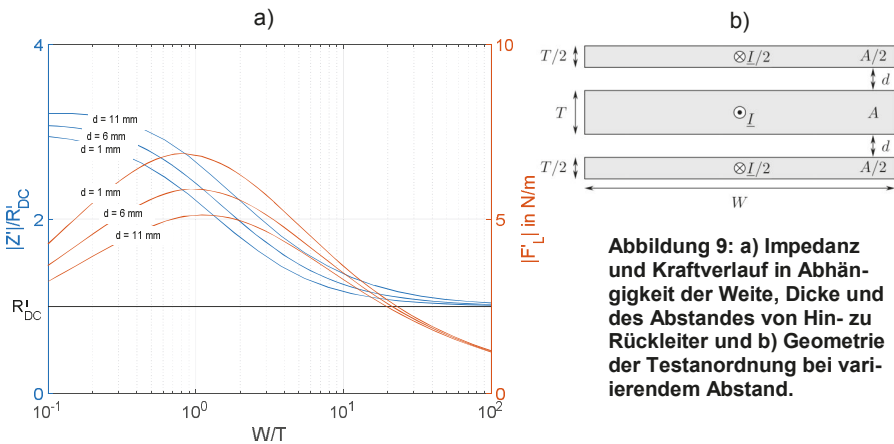 a)
4
2
0
|Z'|/R'DC
R'DC
d = 11 mm
d = 6 mm
d = 1 mm
d = 1 mm
d = 6 mm
d = 11 mm
10
5
0
|F'L| in N/m
10-1
100
101
102
W/T
b)
T/2
⊗I/2
A/2
d
T
⊙I
A
d
T/2
⊗I/2
A/2
W
Abbildung 9: a) Impedanz
und Kraftverlauf in Abhän-
gigkeit der Weite, Dicke und
des Abstandes von Hin- zu
Rückleiter und b) Geometrie
der Testanordnung bei vari-
ierendem Abstand.